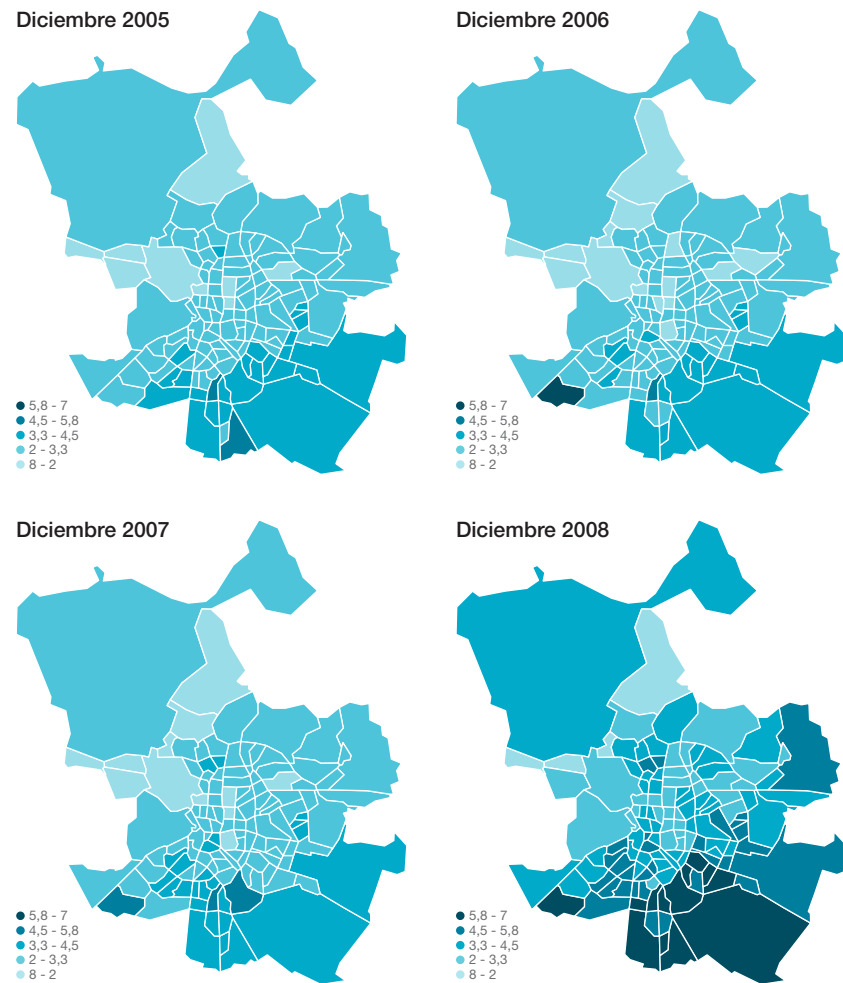 Diciembre 2005
5,8 - 7
4,5 - 5,8
3,3 - 4,5
2 - 3,3
8 - 2
Diciembre 2006
5,8 - 7
4,5 - 5,8
3,3 - 4,5
2 - 3,3
8 - 2
Diciembre 2007
5,8 - 7
4,5 - 5,8
3,3 - 4,5
2 - 3,3
8 - 2
Diciembre 2008
5,8 - 7
4,5 - 5,8
3,3 - 4,5
2 - 3,3
8 - 2